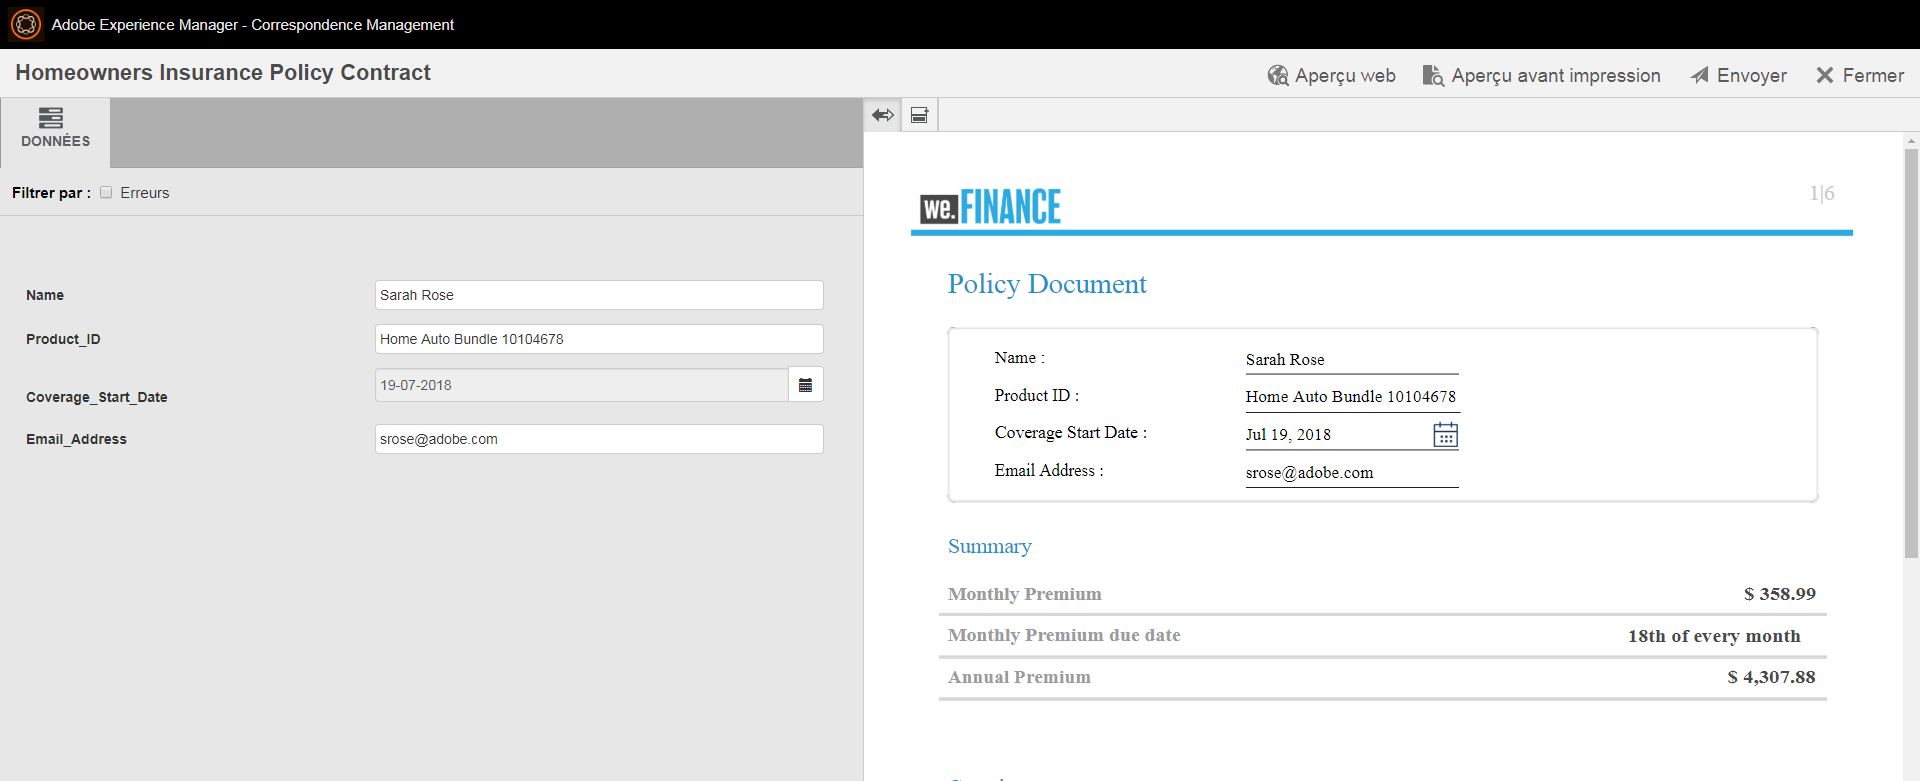 Adobe Experience Manager - Correspondence Management
Homeowners Insurance Policy Contract
Aperçu web
Aperçu avant impression
Envoyer
Fermer
DONNÉES
Filtrer par : Erreurs
Name Sarah Rose
Product_ID Home Auto Bundle 10104678
Coverage_Start_Date 19-07-2018
Email_Address srose@adobe.com
we.FINANCE
1|6
Policy Document
Name : Sarah Rose
Product ID : Home Auto Bundle 10104678
Coverage Start Date : Jul 19, 2018
Email Address : srose@adobe.com
Summary
Monthly Premium $ 358.99
Monthly Premium due date 18th of every month
Annual Premium $ 4,307.88